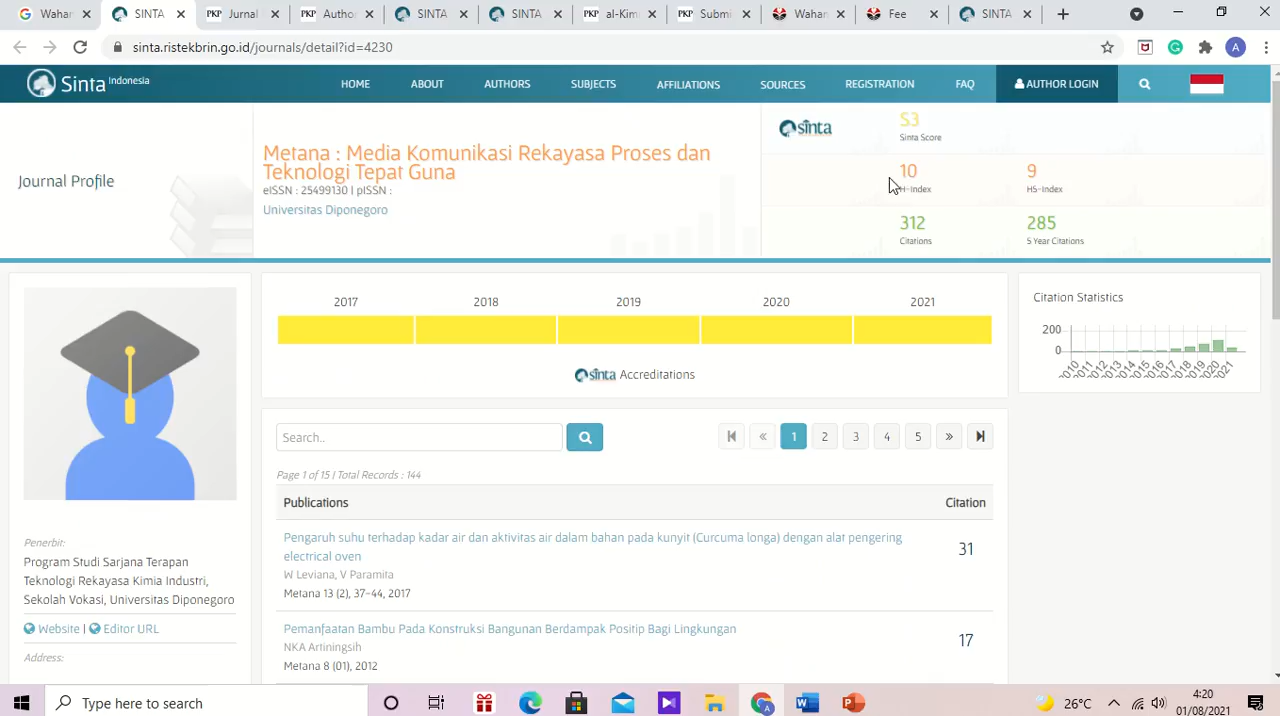 Wahan
SINTA
Jurnal
Author
SINTA
SINTA
al-Kim
Submi
Wahan
Fee
SINTA
sinta.ristekbrin.go.id/journals/detail?id=4230
A
Sinta Indonesia
HOME ABOUT AUTHORS SUBJECTS AFFILIATIONS SOURCES REGISTRATION FAQ AUTHOR LOGIN
Journal Profile
Metana : Media Komunikasi Rekayasa Proses dan
Teknologi Tepat Guna
eISSN : 25499130 | pISSN :
Universitas Diponegoro
sinta
S3
Sinta Score
10
H-Index
9
H5-Index
312
Citations
285
5 Year Citations
2017 2018 2019 2020 2021
sinta Accreditations
Citation Statistics
200
0
2010 2011 2012 2013 2014 2015 2016 2017 2018 2019 2020 2021
Search..
« 1 2 3 4 5 »
Page 1 of 15 | Total Records : 144
Publications Citation
Pengaruh suhu terhadap kadar air dan aktivitas air dalam bahan pada kunyit (Curcuma longa) dengan alat pengering
electrical oven
W Leviana, V Paramita
Metana 13 (2), 37-44, 2017
31
Pemanfaatan Bambu Pada Konstruksi Bangunan Berdampak Positip Bagi Lingkungan
NKA Artiningsih
Metana 8 (01), 2012
17
Penerbit:
Program Studi Sarjana Terapan
Teknologi Rekayasa Kimia Industri,
Sekolah Vokasi, Universitas Diponegoro
Website | Editor URL
Address:
Type here to search
26°C
4:20
01/08/2021